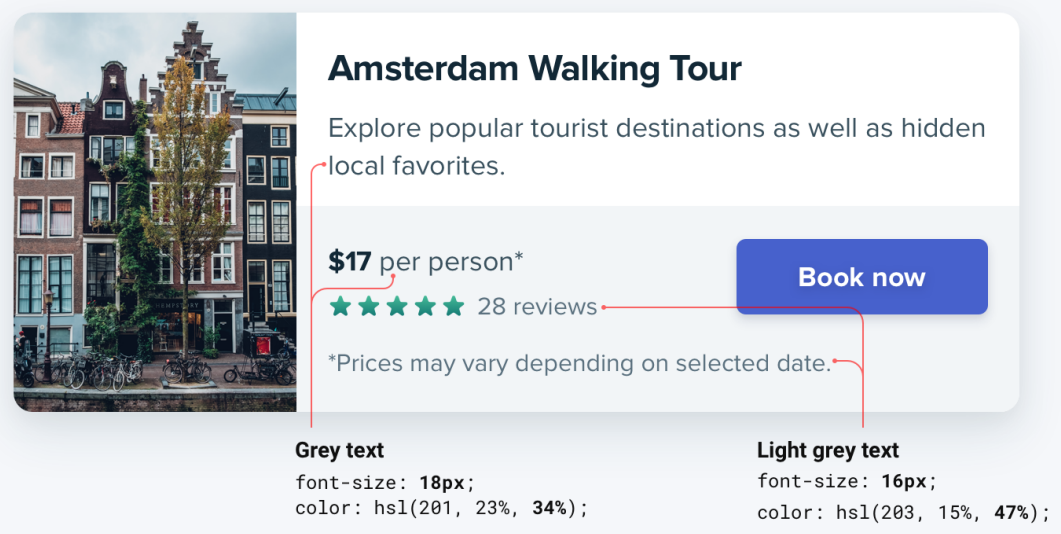 Amsterdam Walking Tour
Explore popular tourist destinations as well as hidden
local favorites.
$17 per person*
28 reviews
Book now
*Prices may vary depending on selected date.
Grey text
font-size: 18px;
color: hsl(201, 23%, 34%);
Light grey text
font-size: 16px;
color: hsl(203, 15%, 47%);